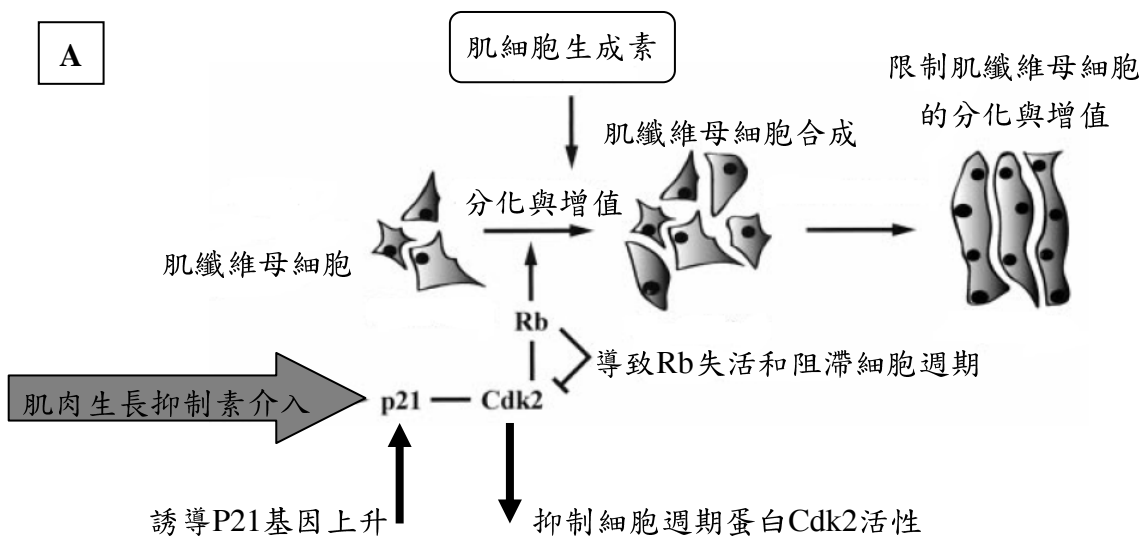 A
肌細胞生成素
限制肌纖維母細胞
的分化與增值
肌纖維母細胞合成
分化與增值
肌纖維母細胞
Rb
導致Rb失活和阻滯細胞週期
肌肉生長抑制素介入
p21
Cdk2
誘導P21基因上升
抑制細胞週期蛋白Cdk2活性